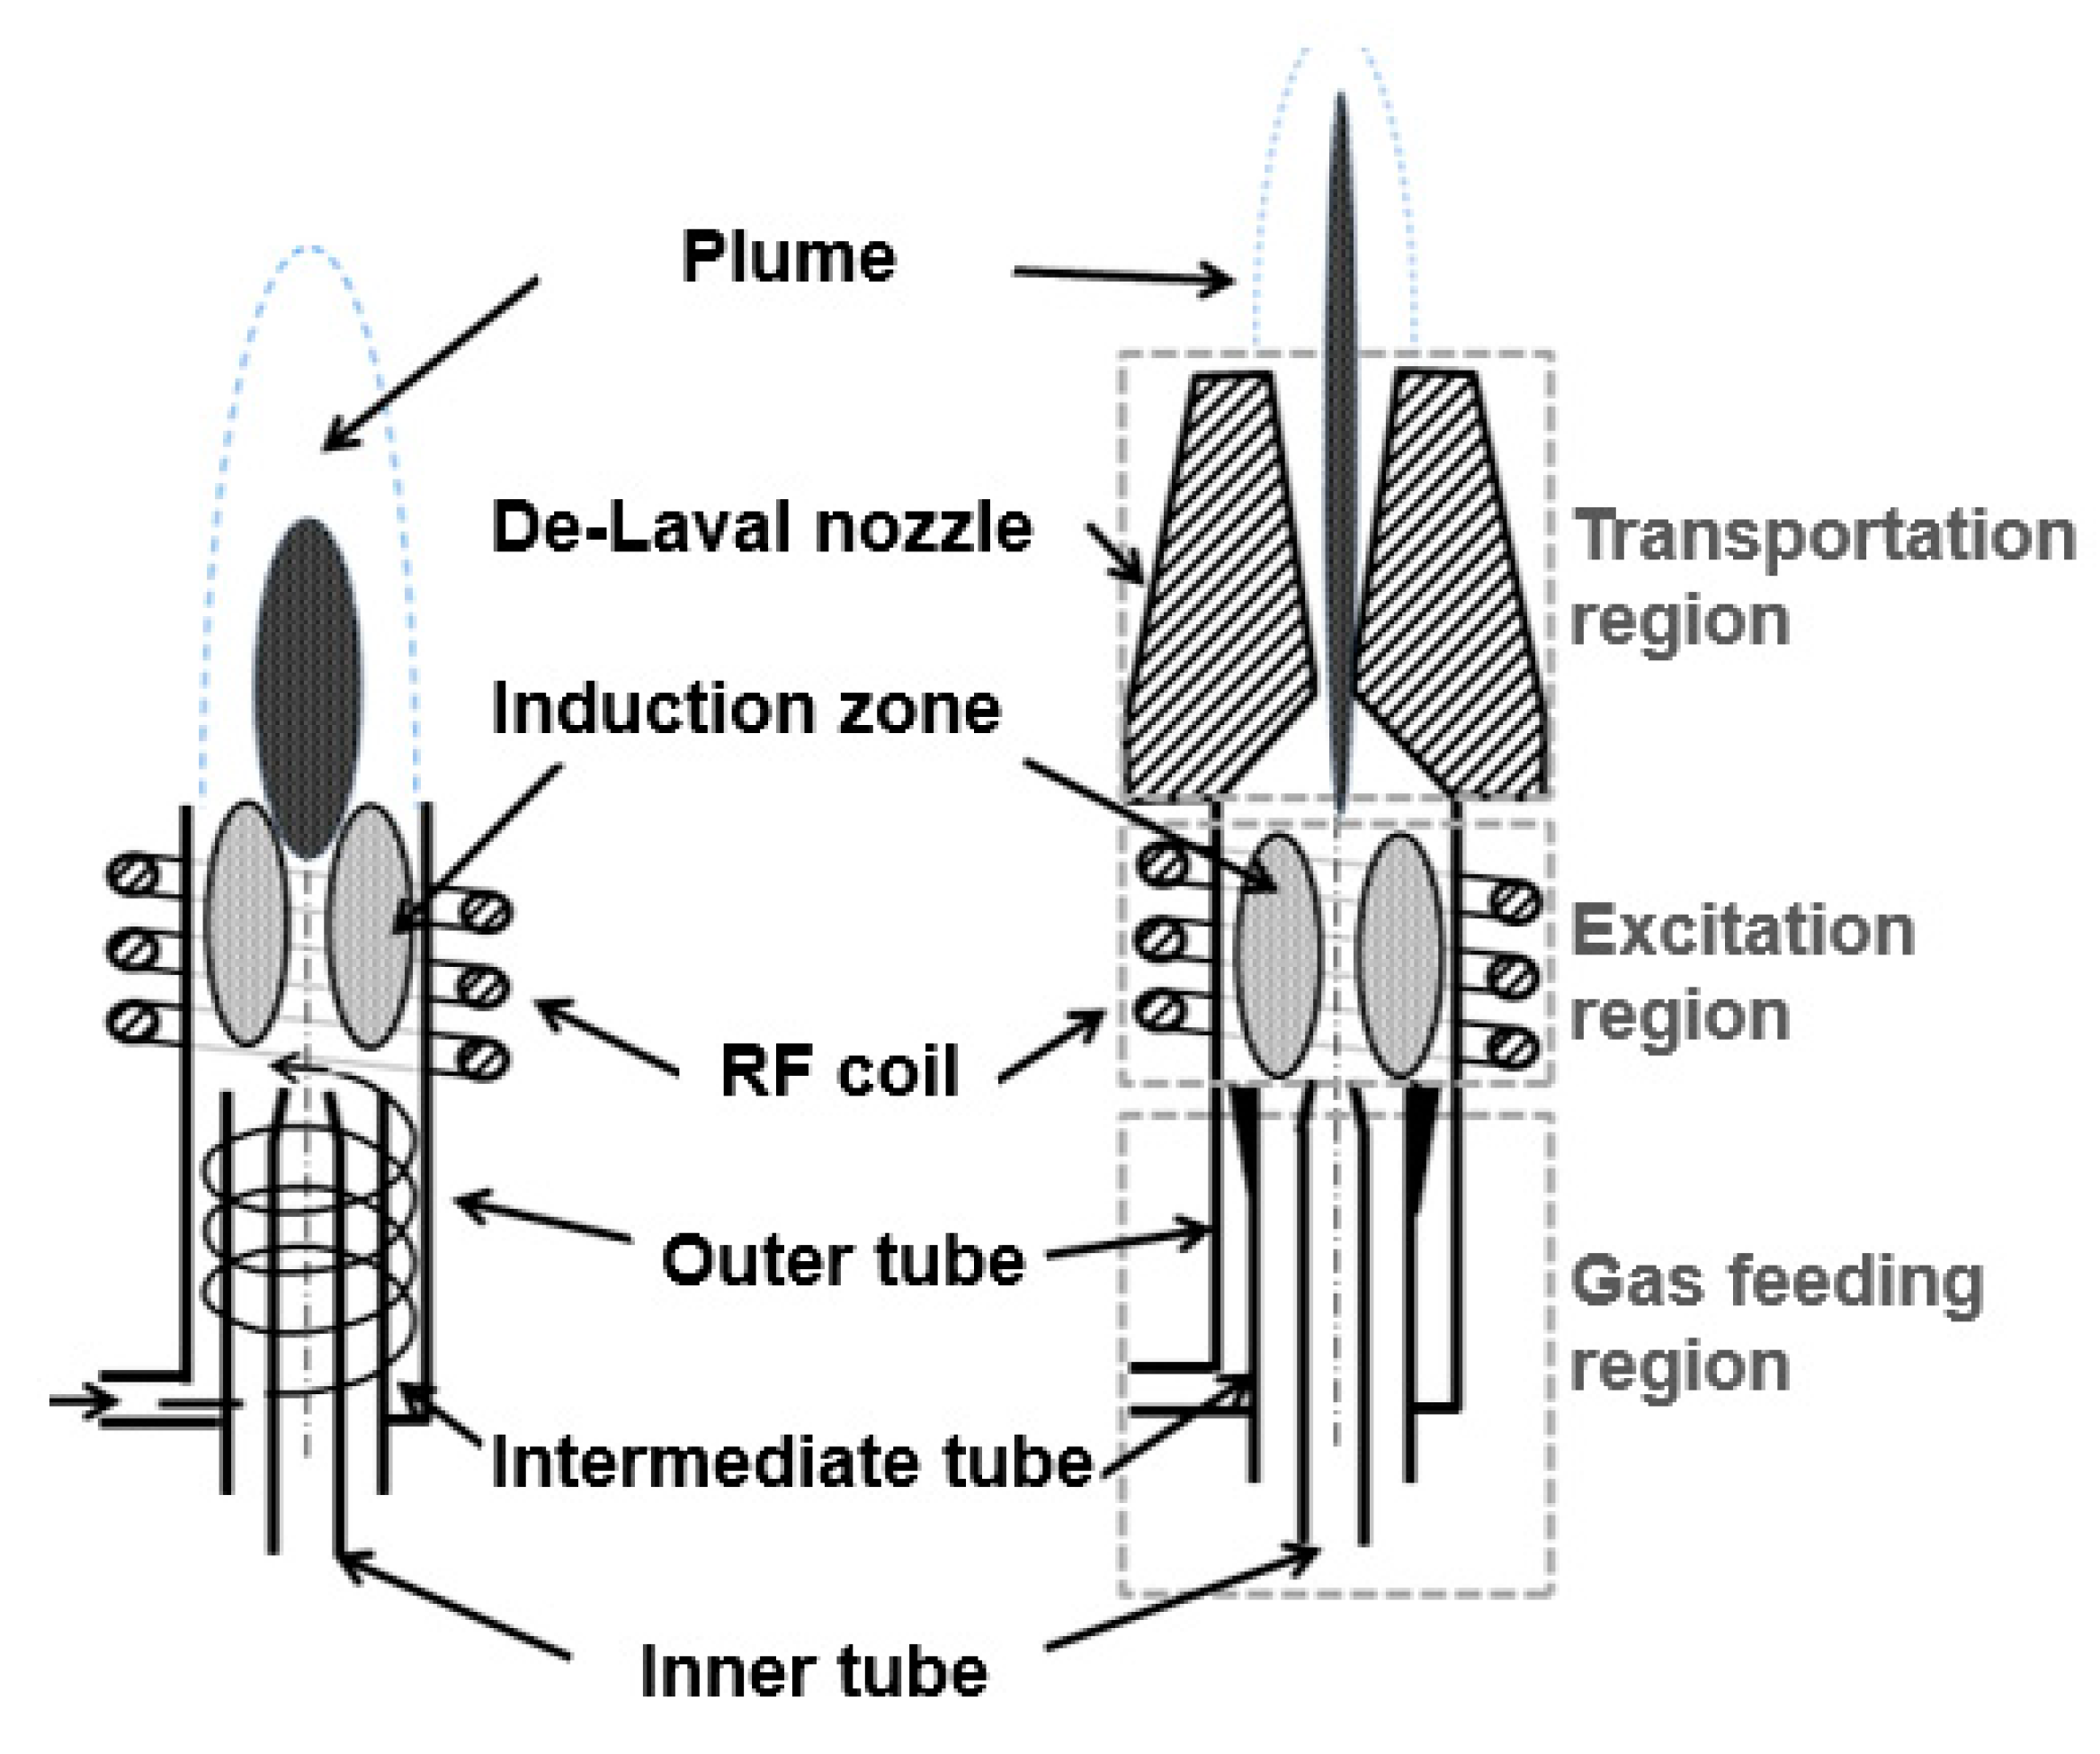 Plume
De-Laval nozzle
Transportation
region
Induction zone
Excitation
region
RF coil
Outer tube
Gas feeding
region
Intermediate tube
Inner tube